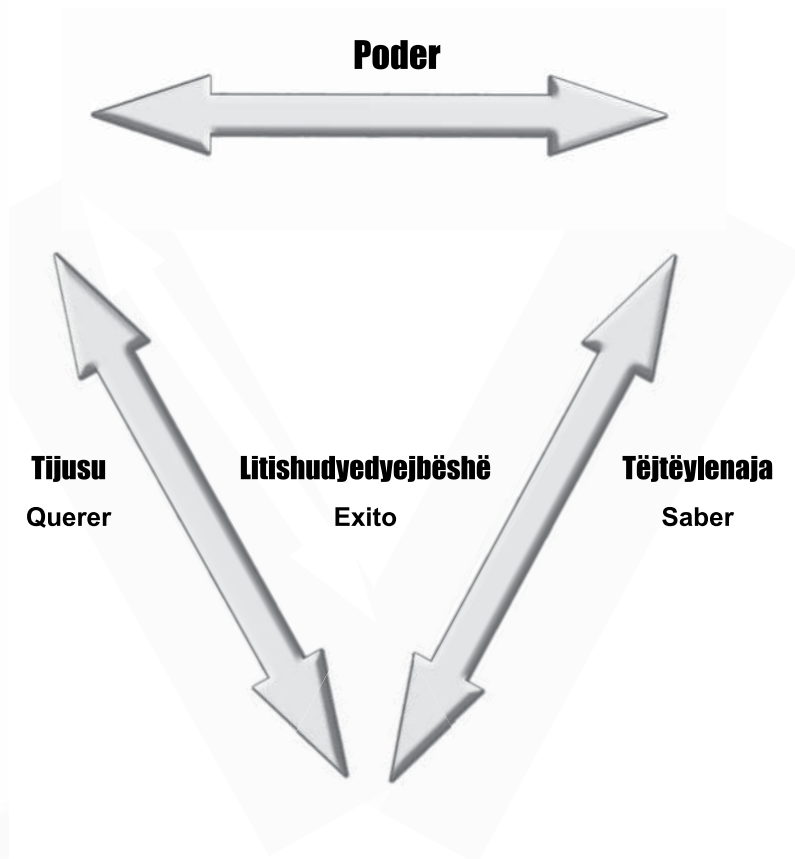 Poder
Tijusu
Querer
Litishudyedyejbëshë
Exito
Tëjtëylenaja
Saber